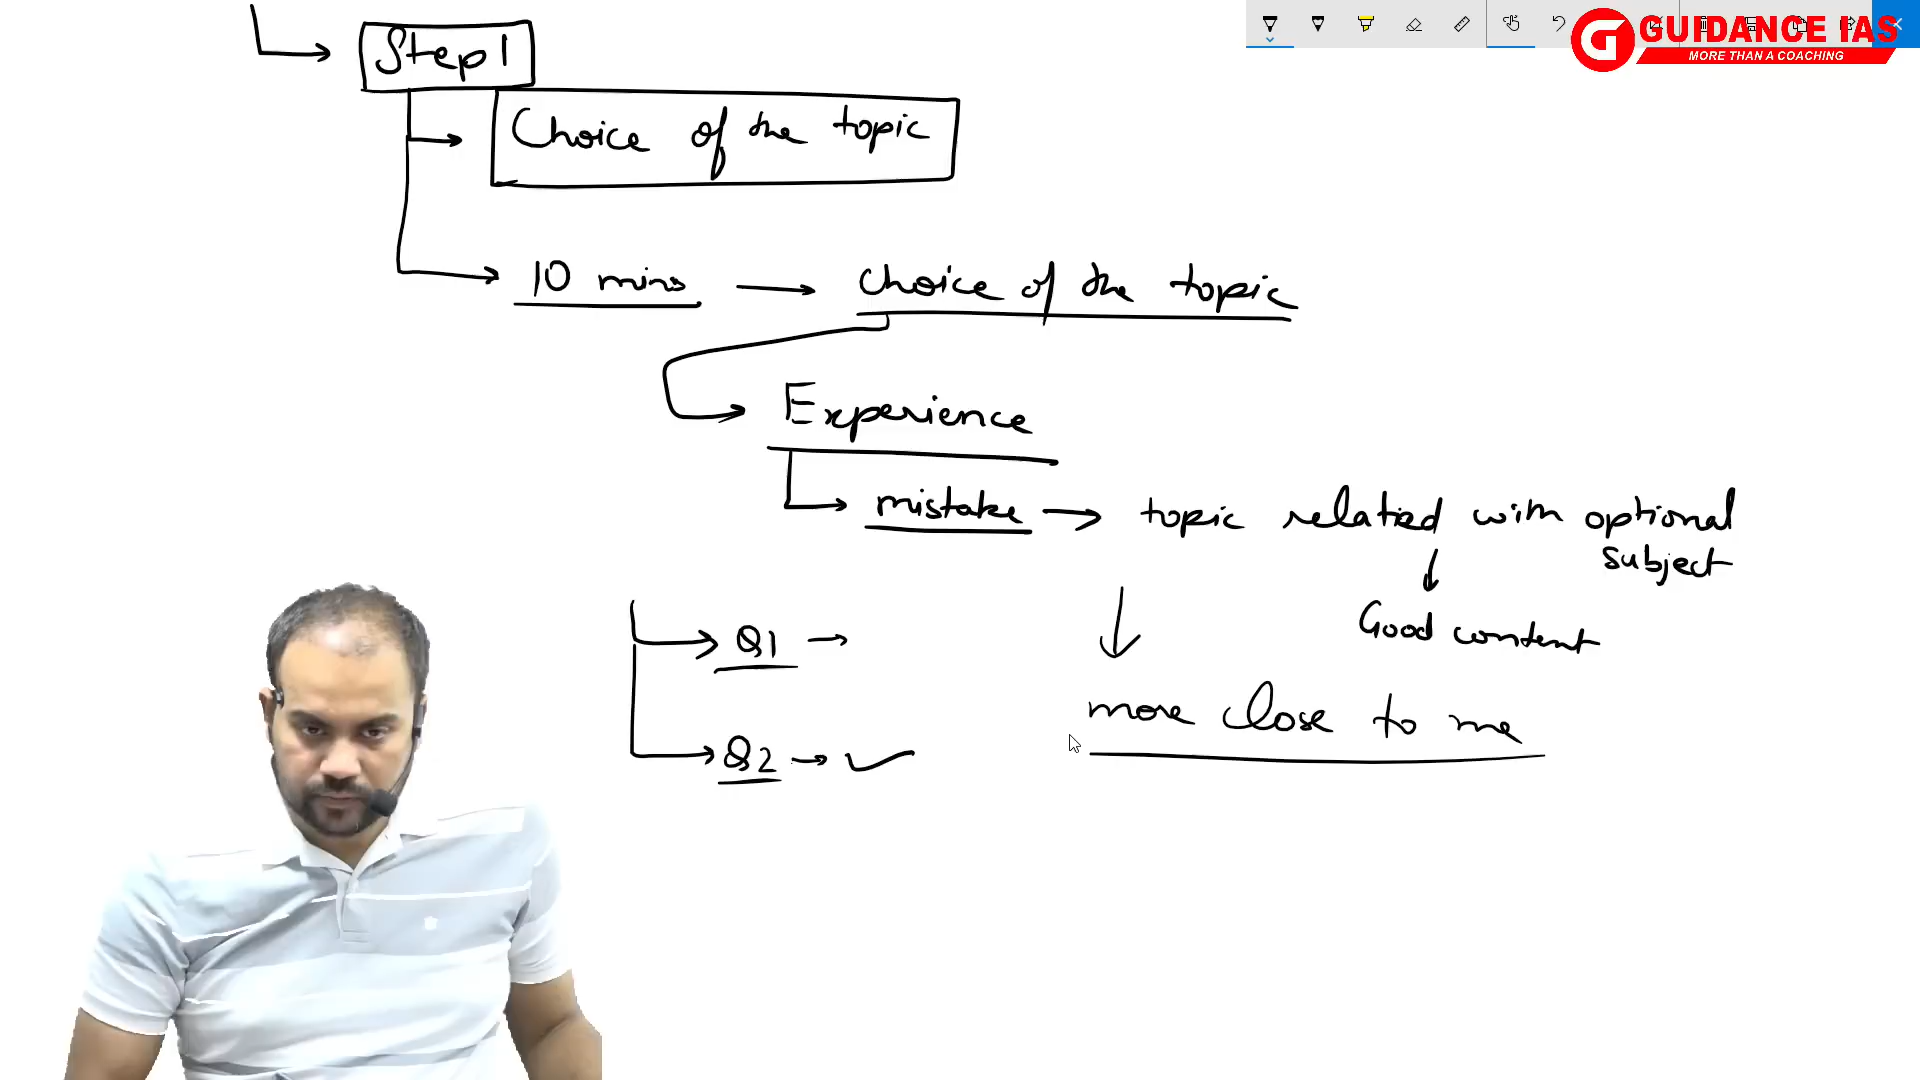 GUIDANCE IAS
MORE THAN A COACHING
Step 1
Choice of the topic
10 mins → choice of the topic
Experience
mistake → topic related with optional
subject
Good content
Q1 →
more close to me
Q2 → ✓